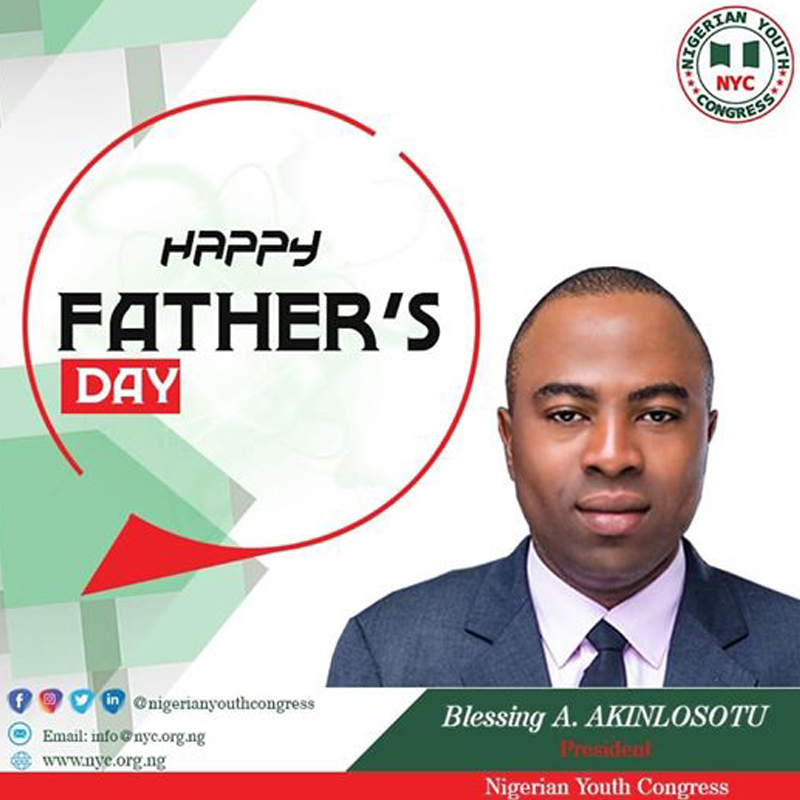 NIGERIAN YOUTH
NYC
CONGRESS
HAPPY
FATHER'S
DAY
@nigerianyouthcongress
Email: info@nyc.org.ng
www.nyc.org.ng
Blessing A. AKINLOSOTU
President
Nigerian Youth Congress